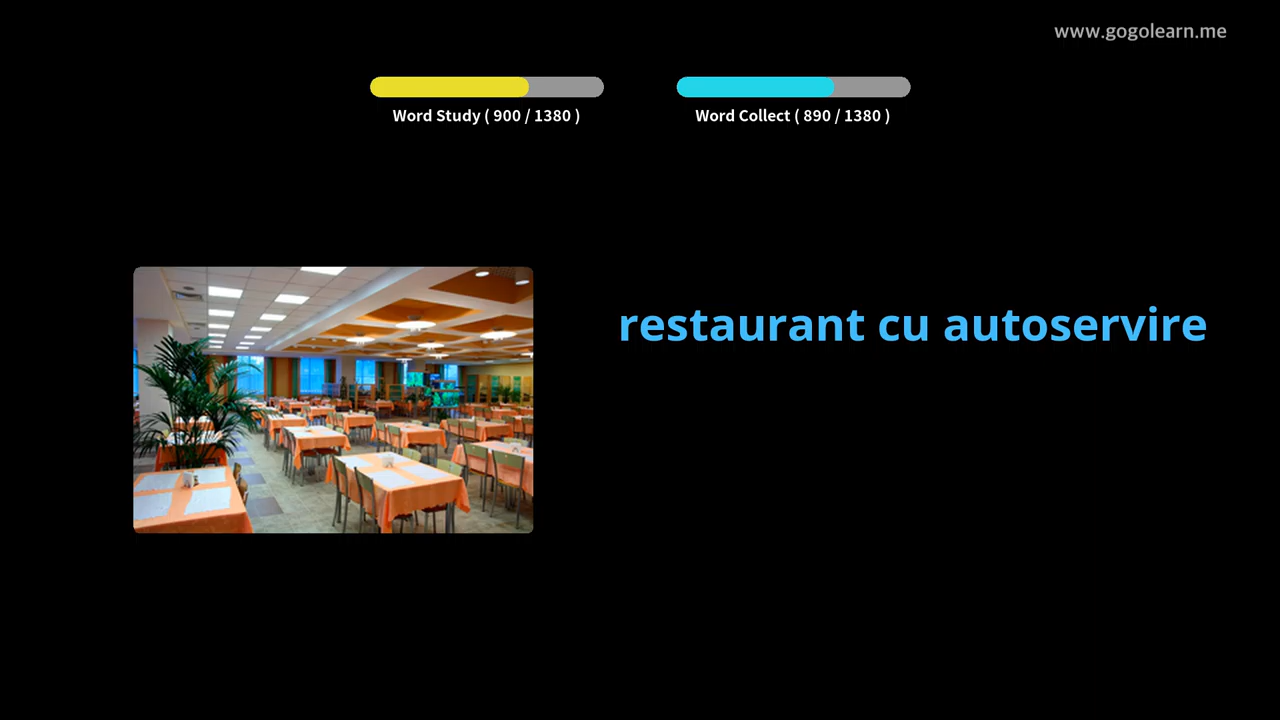 www.gogolearn.me
Word Study ( 900 / 1380 )
Word Collect ( 890 / 1380 )
restaurant cu autoservire